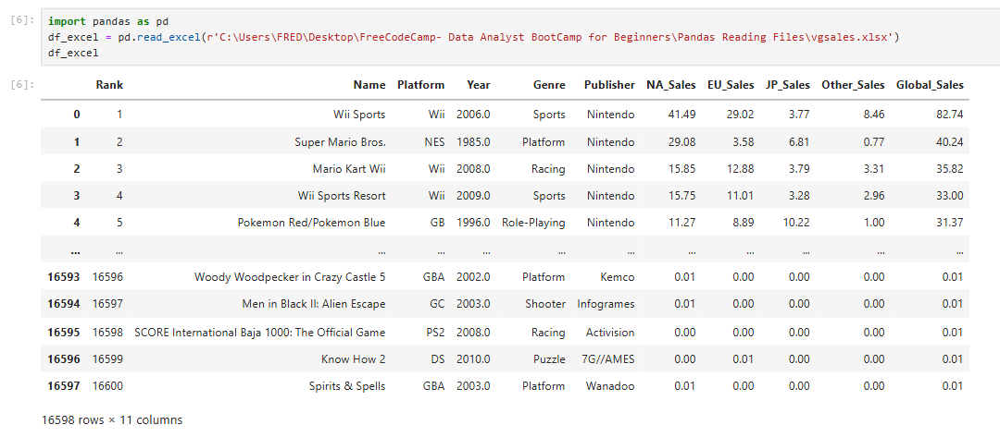 [6]: import pandas as pd
df_excel = pd.read_excel(r'C:\Users\FRED\Desktop\FreeCodeCamp- Data Analyst BootCamp for Beginners\Pandas Reading Files\vgsales.xlsx')
df_excel
[6]: Rank Name Platform Year Genre Publisher NA_Sales EU_Sales JP_Sales Other_Sales Global_Sales
0 1 Wii Sports Wii 2006.0 Sports Nintendo 41.49 29.02 3.77 8.46 82.74
1 2 Super Mario Bros. NES 1985.0 Platform Nintendo 29.08 3.58 6.81 0.77 40.24
2 3 Mario Kart Wii Wii 2008.0 Racing Nintendo 15.85 12.88 3.79 3.31 35.82
3 4 Wii Sports Resort Wii 2009.0 Sports Nintendo 15.75 11.01 3.28 2.96 33.00
4 5 Pokemon Red/Pokemon Blue GB 1996.0 Role-Playing Nintendo 11.27 8.89 10.22 1.00 31.37
... ... ... ... ... ... ... ... ... ... ... ...
16593 16596 Woody Woodpecker in Crazy Castle 5 GBA 2002.0 Platform Kemco 0.01 0.00 0.00 0.00 0.01
16594 16597 Men in Black II: Alien Escape GC 2003.0 Shooter Infogrames 0.01 0.00 0.00 0.00 0.01
16595 16598 SCORE International Baja 1000: The Official Game PS2 2008.0 Racing Activision 0.00 0.00 0.00 0.00 0.01
16596 16599 Know How 2 DS 2010.0 Puzzle 7G//AMES 0.00 0.01 0.00 0.00 0.01
16597 16600 Spirits & Spells GBA 2003.0 Platform Wanadoo 0.01 0.00 0.00 0.00 0.01
16598 rows × 11 columns